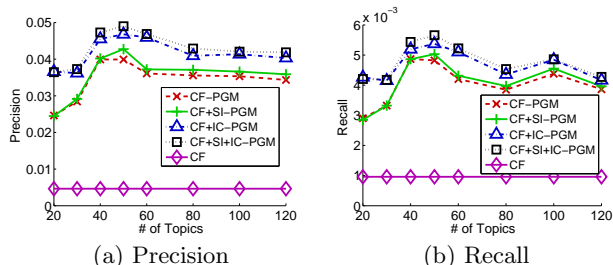 0.05
0.04
0.03
0.02
0.01
0
Precision
20 40 60 80 100 120
# of Topics
CF−PGM
CF+SI−PGM
CF+IC−PGM
CF+SI+IC−PGM
CF
(a) Precision
6 x 10⁻³
5
4
3
2
1
0
Recall
20 40 60 80 100 120
# of Topics
CF−PGM
CF+SI−PGM
CF+IC−PGM
CF+SI+IC−PGM
CF
(b) Recall